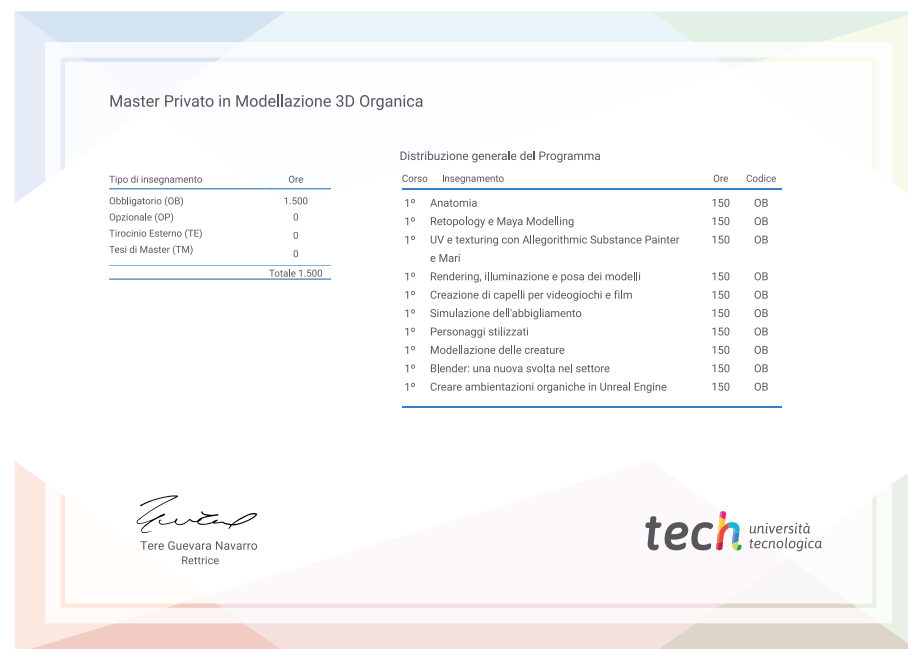 Master Privato in Modellazione 3D Organica
Tipo di insegnamento Ore
Obbligatorio (OB) 1.500
Opzionale (OP) 0
Tirocinio Esterno (TE) 0
Tesi di Master (TM) 0
Totale 1.500
Distribuzione generale del Programma
Corso Insegnamento Ore Codice
1º Anatomia 150 OB
1º Retopology e Maya Modelling 150 OB
1º UV e texturing con Allegorithmic Substance Painter 150 OB
e Mari
1º Rendering, illuminazione e posa dei modelli 150 OB
1º Creazione di capelli per videogiochi e film 150 OB
1º Simulazione dell'abbigliamento 150 OB
1º Personaggi stilizzati 150 OB
1º Modellazione delle creature 150 OB
1º Blender: una nuova svolta nel settore 150 OB
1º Creare ambientazioni organiche in Unreal Engine 150 OB
Tere Guevara Navarro
Rettrice
tech università
tecnologica